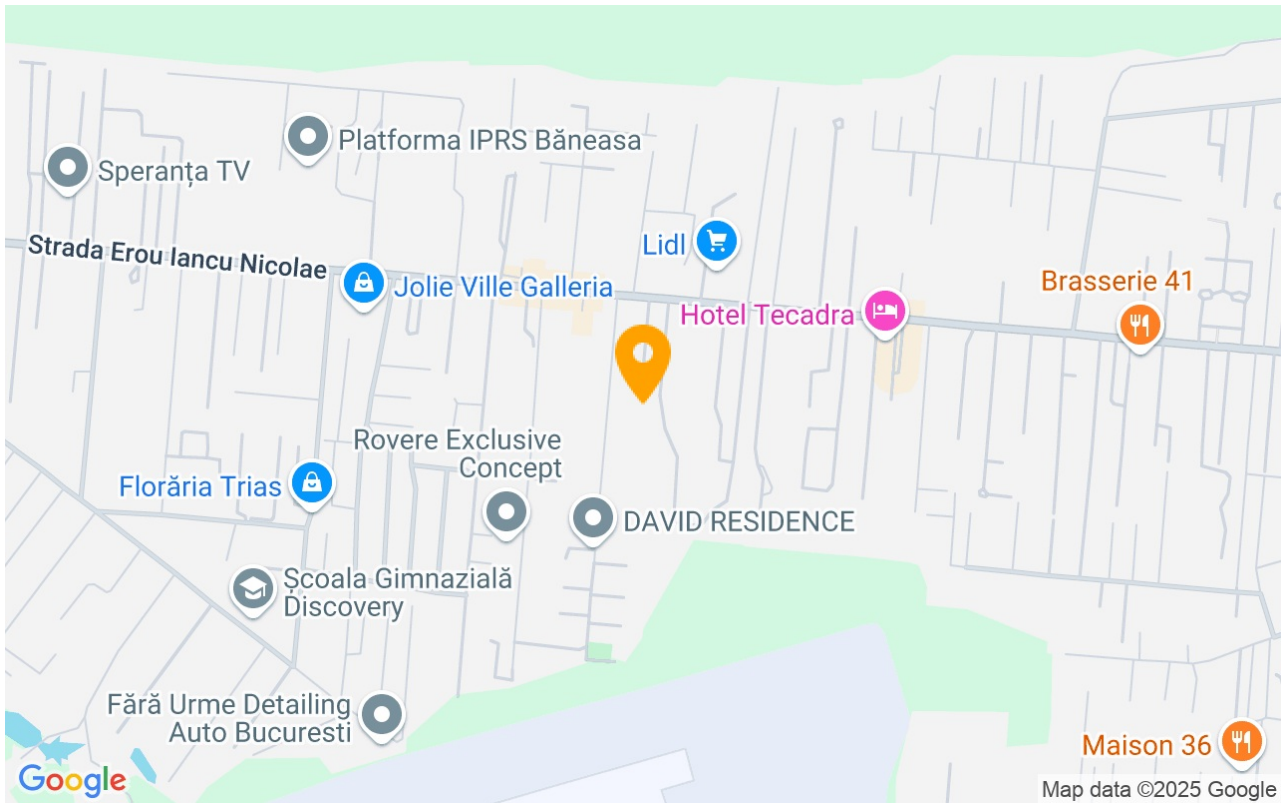 Platforma IPRS Băneasa
Speranța TV
Strada Erou Iancu Nicolae
Lidl
Jolie Ville Galleria
Brasserie 41
Hotel Tecadra
Rovere Exclusive
Concept
Florăria Trias
DAVID RESIDENCE
Școala Gimnazială
Discovery
Fără Urme Detailing
Auto Bucuresti
Maison 36
Google
Map data ©2025 Google